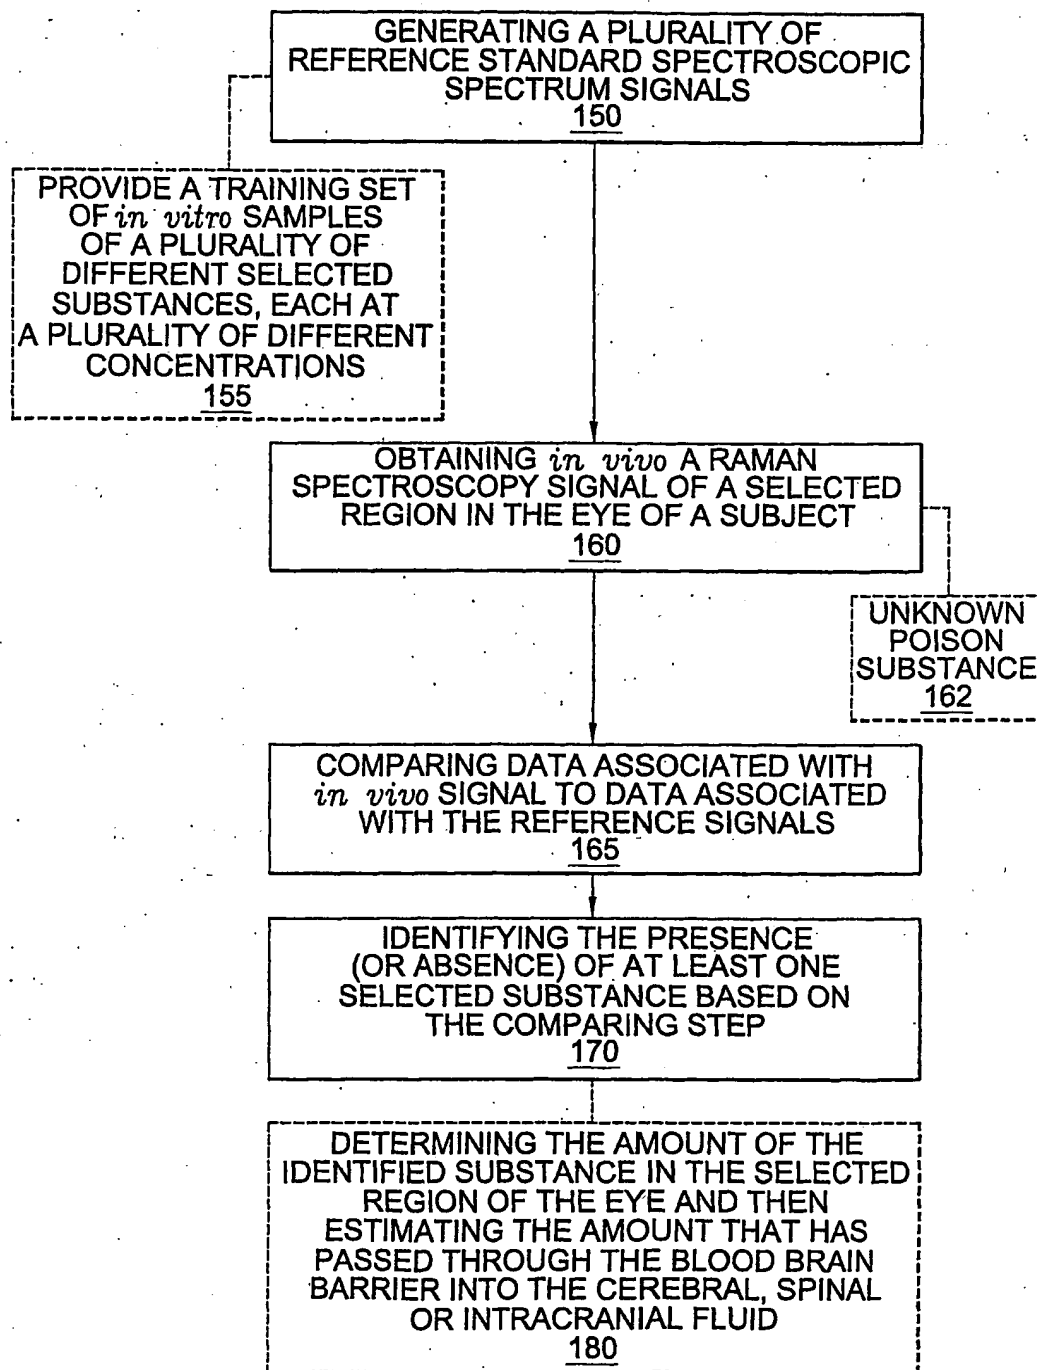 GENERATING A PLURALITY OF
REFERENCE STANDARD SPECTROSCOPIC
SPECTRUM SIGNALS
150
PROVIDE A TRAINING SET
OF in vitro SAMPLES
OF A PLURALITY OF
DIFFERENT SELECTED
SUBSTANCES, EACH AT
A PLURALITY OF DIFFERENT
CONCENTRATIONS
155
OBTAINING in vivo A RAMAN
SPECTROSCOPY SIGNAL OF A SELECTED
REGION IN THE EYE OF A SUBJECT
160
UNKNOWN
POISON
SUBSTANCE
162
COMPARING DATA ASSOCIATED WITH
in vivo SIGNAL TO DATA ASSOCIATED
WITH THE REFERENCE SIGNALS
165
IDENTIFYING THE PRESENCE
(OR ABSENCE) OF AT LEAST ONE
SELECTED SUBSTANCE BASED ON
THE COMPARING STEP
170
DETERMINING THE AMOUNT OF THE
IDENTIFIED SUBSTANCE IN THE SELECTED
REGION OF THE EYE AND THEN
ESTIMATING THE AMOUNT THAT HAS
PASSED THROUGH THE BLOOD BRAIN
BARRIER INTO THE CEREBRAL, SPINAL
OR INTRACRANIAL FLUID
180